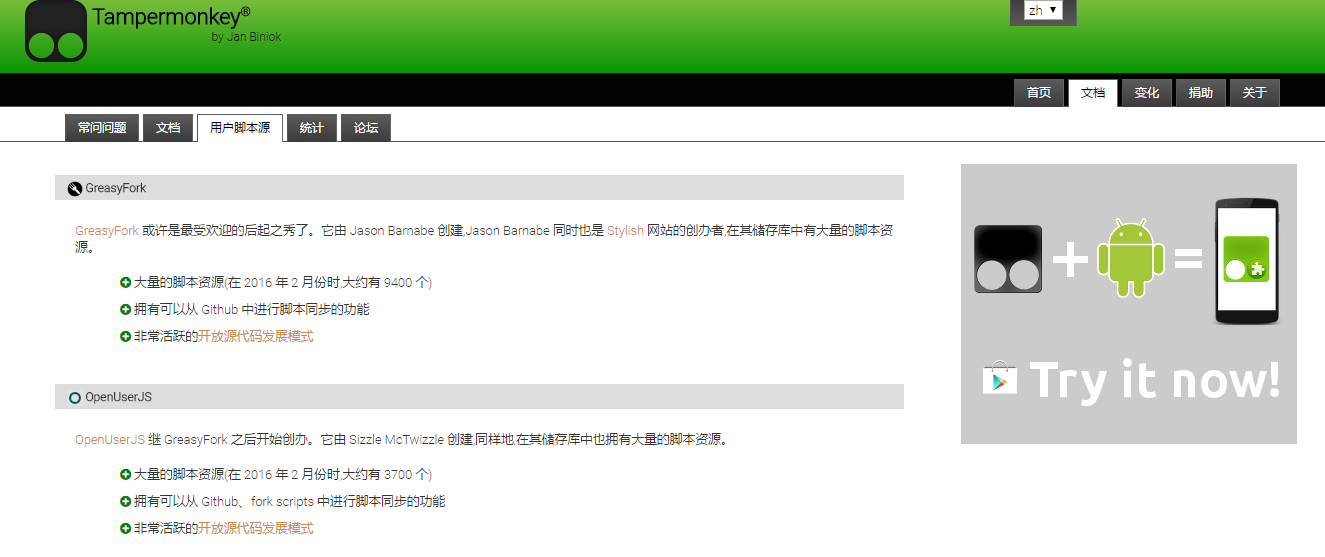 Tampermonkey®
by Jan Biniok
zh
首页 文档 变化 捐助 关于
常问问题 文档 用户脚本源 统计 论坛
GreasyFork
GreasyFork 或许是最受欢迎的后起之秀了。它由 Jason Barnabe 创建,Jason Barnabe 同时也是 Stylish 网站的创办者,在其储存库中有大量的脚本资
源。
大量的脚本资源(在 2016 年 2 月份时,大约有 9400 个)
拥有可以从 Github 中进行脚本同步的功能
非常活跃的开放源代码发展模式
OpenUserJS
OpenUserJS 继 GreasyFork 之后开始创办。它由 Sizzle McTwizzle 创建,同样地,在其储存库中也拥有大量的脚本资源。
大量的脚本资源(在 2016 年 2 月份时,大约有 3700 个)
拥有可以从 Github、fork scripts 中进行脚本同步的功能
非常活跃的开放源代码发展模式
Try it now!